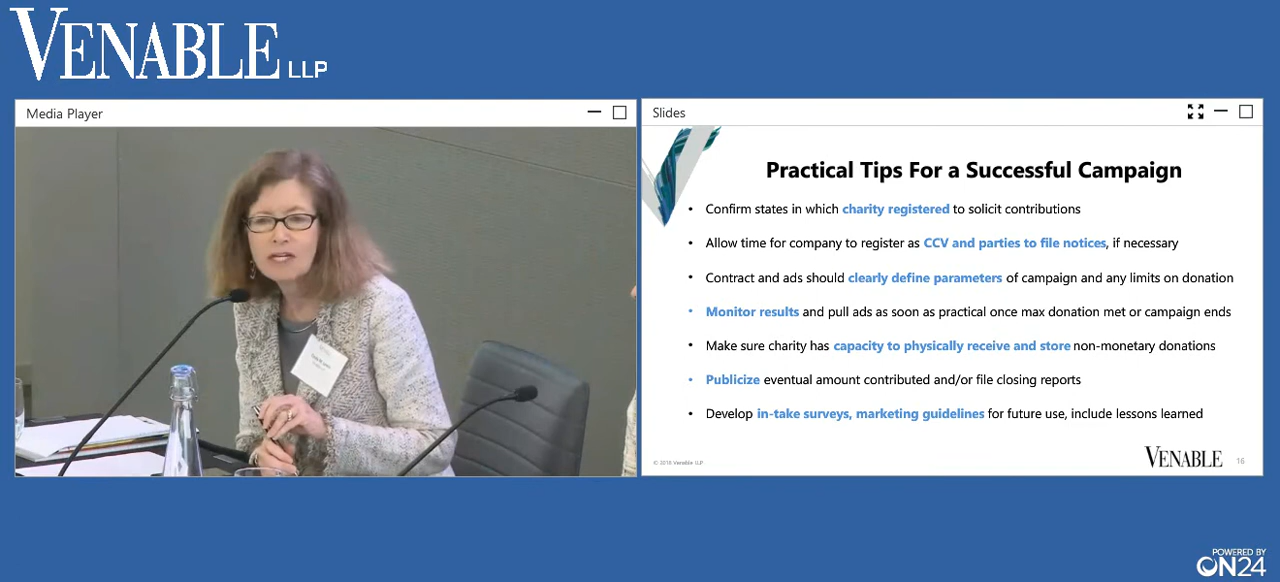 VENABLE LLP
Media Player
Slides
Practical Tips For a Successful Campaign
• Confirm states in which charity registered to solicit contributions
• Allow time for company to register as CCV and parties to file notices, if necessary
• Contract and ads should clearly define parameters of campaign and any limits on donation
• Monitor results and pull ads as soon as practical once max donation met or campaign ends
• Make sure charity has capacity to physically receive and store non-monetary donations
• Publicize eventual amount contributed and/or file closing reports
• Develop in-take surveys, marketing guidelines for future use, include lessons learned
© 2018 Venable LLP
VENABLE
16
POWERED BY
ON24